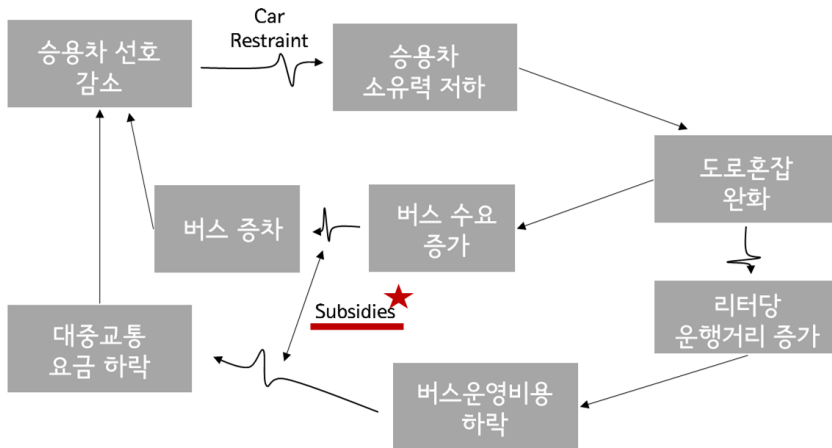 Car
Restraint
승용차 선호
감소
승용차
소유력 저하
도로혼잡
완화
버스 증차
버스 수요
증가
Subsidies
리터당
운행거리 증가
대중교통
요금 하락
버스운영비용
하락